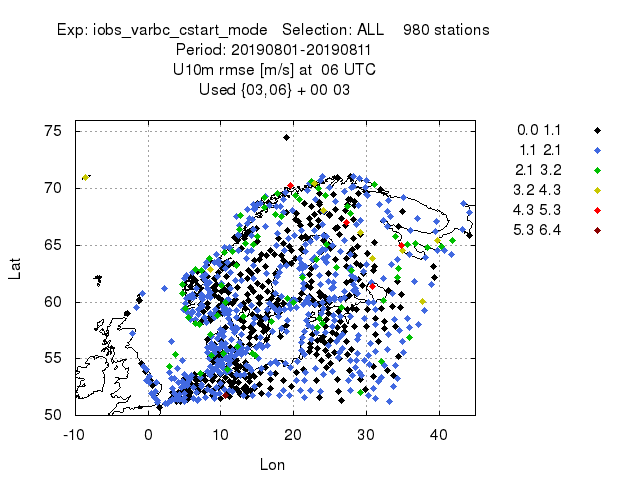 Exp: iobs_varbc_cstart_mode   Selection: ALL    980 stations
Period: 20190801-20190811
U10m rmse [m/s] at  06 UTC
Used {03,06} + 00 03
0.0 1.1
1.1 2.1
2.1 3.2
3.2 4.3
4.3 5.3
5.3 6.4
75
70
65
60
55
50
Lat
-10 0 10 20 30 40
Lon